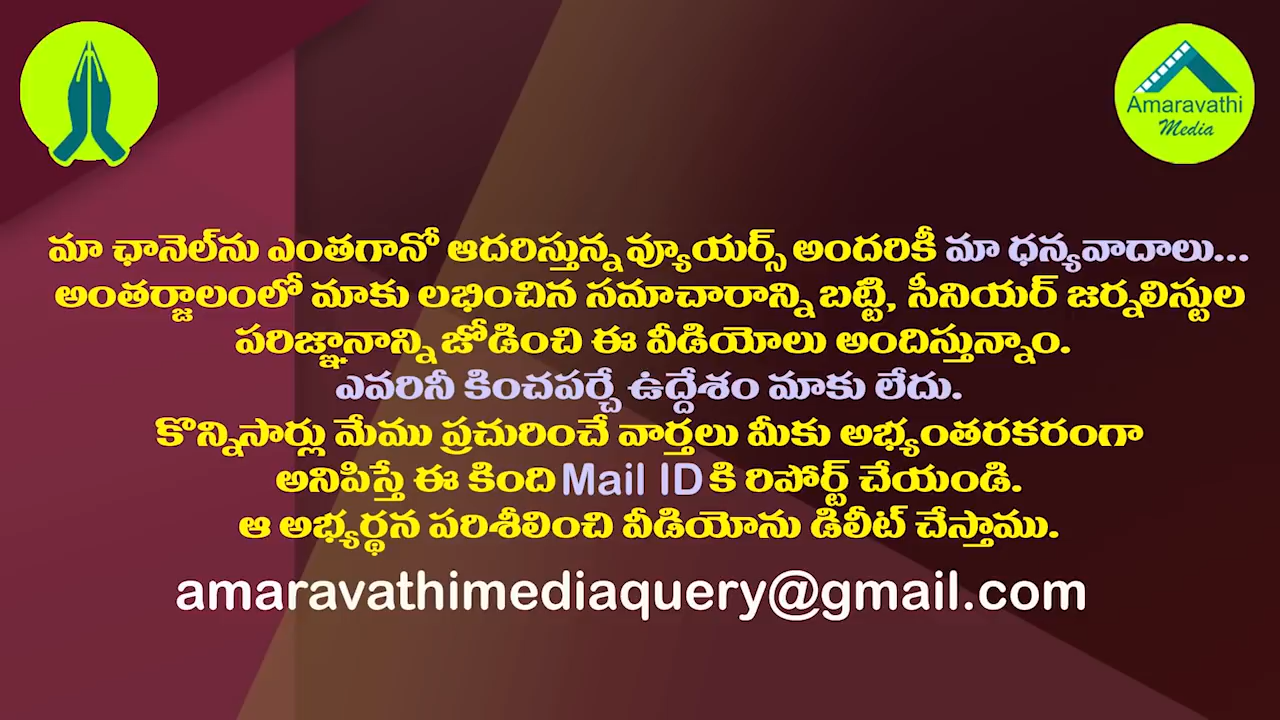 Amaravathi
Media
మా ఛానెల్‌ను ఎంతగానో ఆదరిస్తున్న వ్యూయర్స్ అందరికీ మా ధన్యవాదాలు...
అంతర్జాలంలో మాకు లభించిన సమాచారాన్ని బట్టి, సీనియర్ జర్నలిస్టుల
పరిజ్ఞానాన్ని జోడించి ఈ వీడియోలు అందిస్తున్నాం.
ఎవరినీ కించపర్చే ఉద్దేశం మాకు లేదు.
కొన్నిసార్లు మేము ప్రచురించే వార్తలు మీకు అభ్యంతరకరంగా
అనిపిస్తే ఈ కింది Mail ID కి రిపోర్ట్ చేయండి.
ఆ అభ్యర్థన పరిశీలించి వీడియోను డిలీట్ చేస్తాము.
amaravathimediaquery@gmail.com